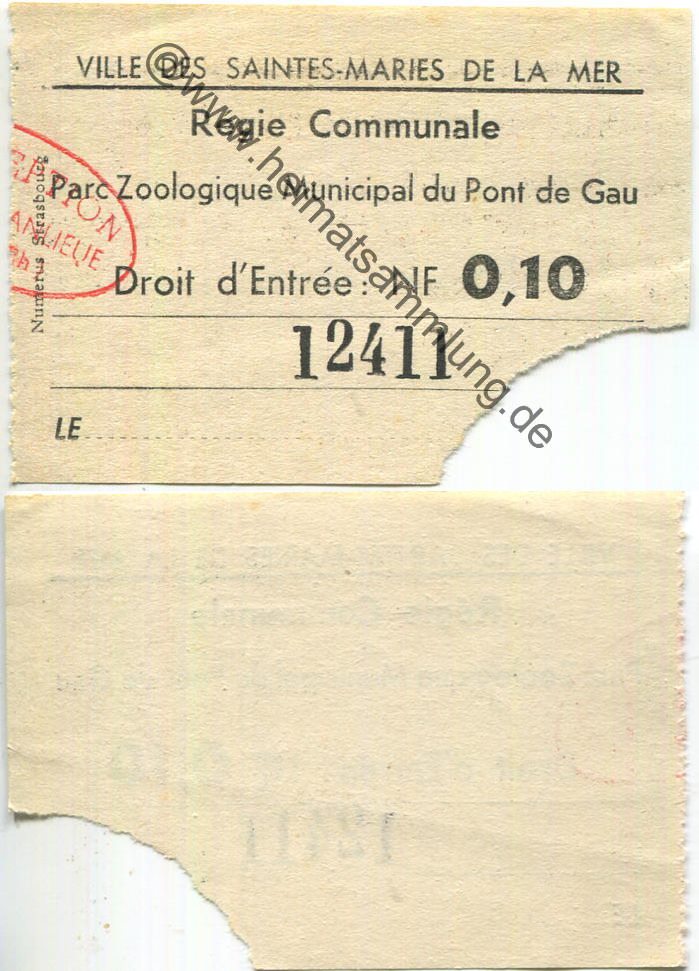 VILLE DES SAINTES-MARIES DE LA MER
Régie Communale
Parc Zoologique Municipal du Pont de Gau
Droit d'Entrée : NF 0,10
12411
LE
Numerus Strasbourg
©www.heimatsammlung.de